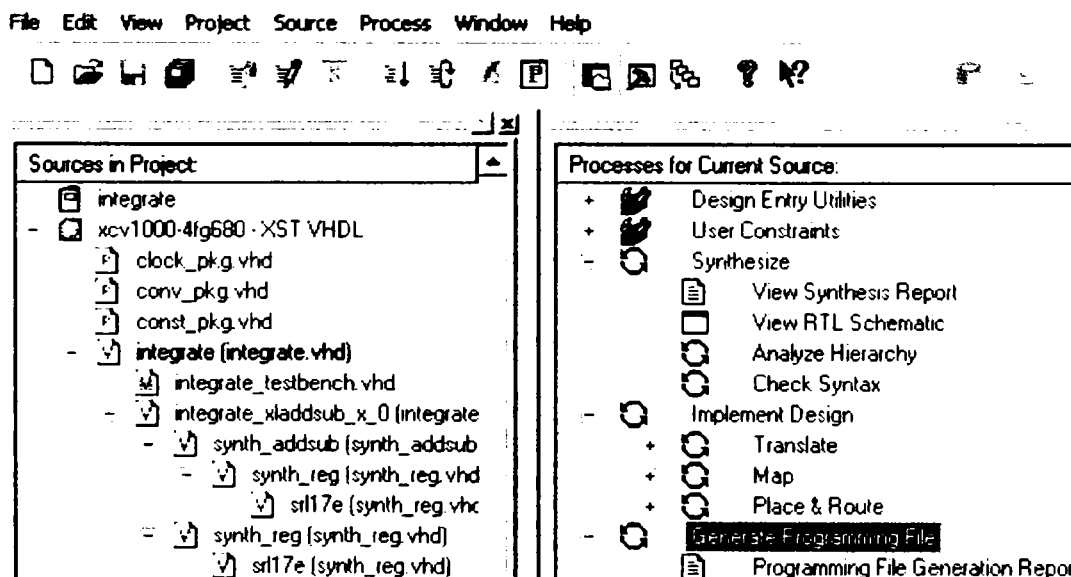 File Edit View Project Source Process Window Help
Sources in Project:
integrate
xcv1000-4fg680 - XST VHDL
clock_pkg.vhd
conv_pkg.vhd
const_pkg.vhd
integrate (integrate.vhd)
integrate_testbench.vhd
integrate_xladdsub_x_0 (integrate
synth_addsub (synth_addsub
synth_reg (synth_reg.vhd
srl17e (synth_reg.vhc
synth_reg (synth_reg.vhd)
srl17e (synth_reg.vhd)
Processes for Current Source:
Design Entry Utilities
User Constraints
Synthesize
View Synthesis Report
View RTL Schematic
Analyze Hierarchy
Check Syntax
Implement Design
Translate
Map
Place & Route
Generate Programming File
Programming File Generation Repor